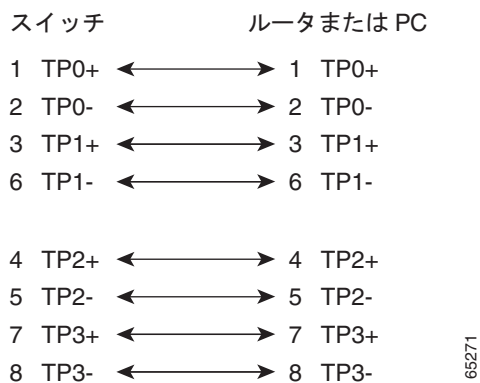 スイッチ ルータまたは PC
1 TP0+ 1 TP0+
2 TP0- 2 TP0-
3 TP1+ 3 TP1+
6 TP1- 6 TP1-
4 TP2+ 4 TP2+
5 TP2- 5 TP2-
7 TP3+ 7 TP3+
8 TP3- 8 TP3-
65271